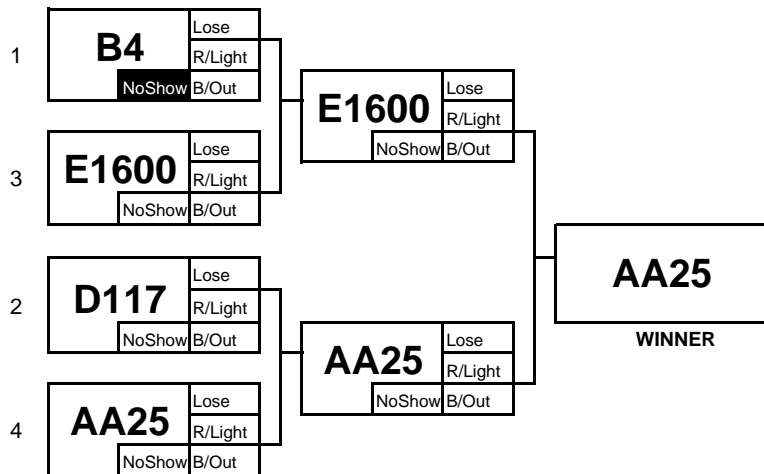 1
B4
Lose
R/Light
NoShow B/Out
3
E1600
Lose
R/Light
NoShow B/Out
E1600
Lose
R/Light
NoShow B/Out
2
D117
Lose
R/Light
NoShow B/Out
4
AA25
Lose
R/Light
NoShow B/Out
AA25
Lose
R/Light
NoShow B/Out
AA25
WINNER